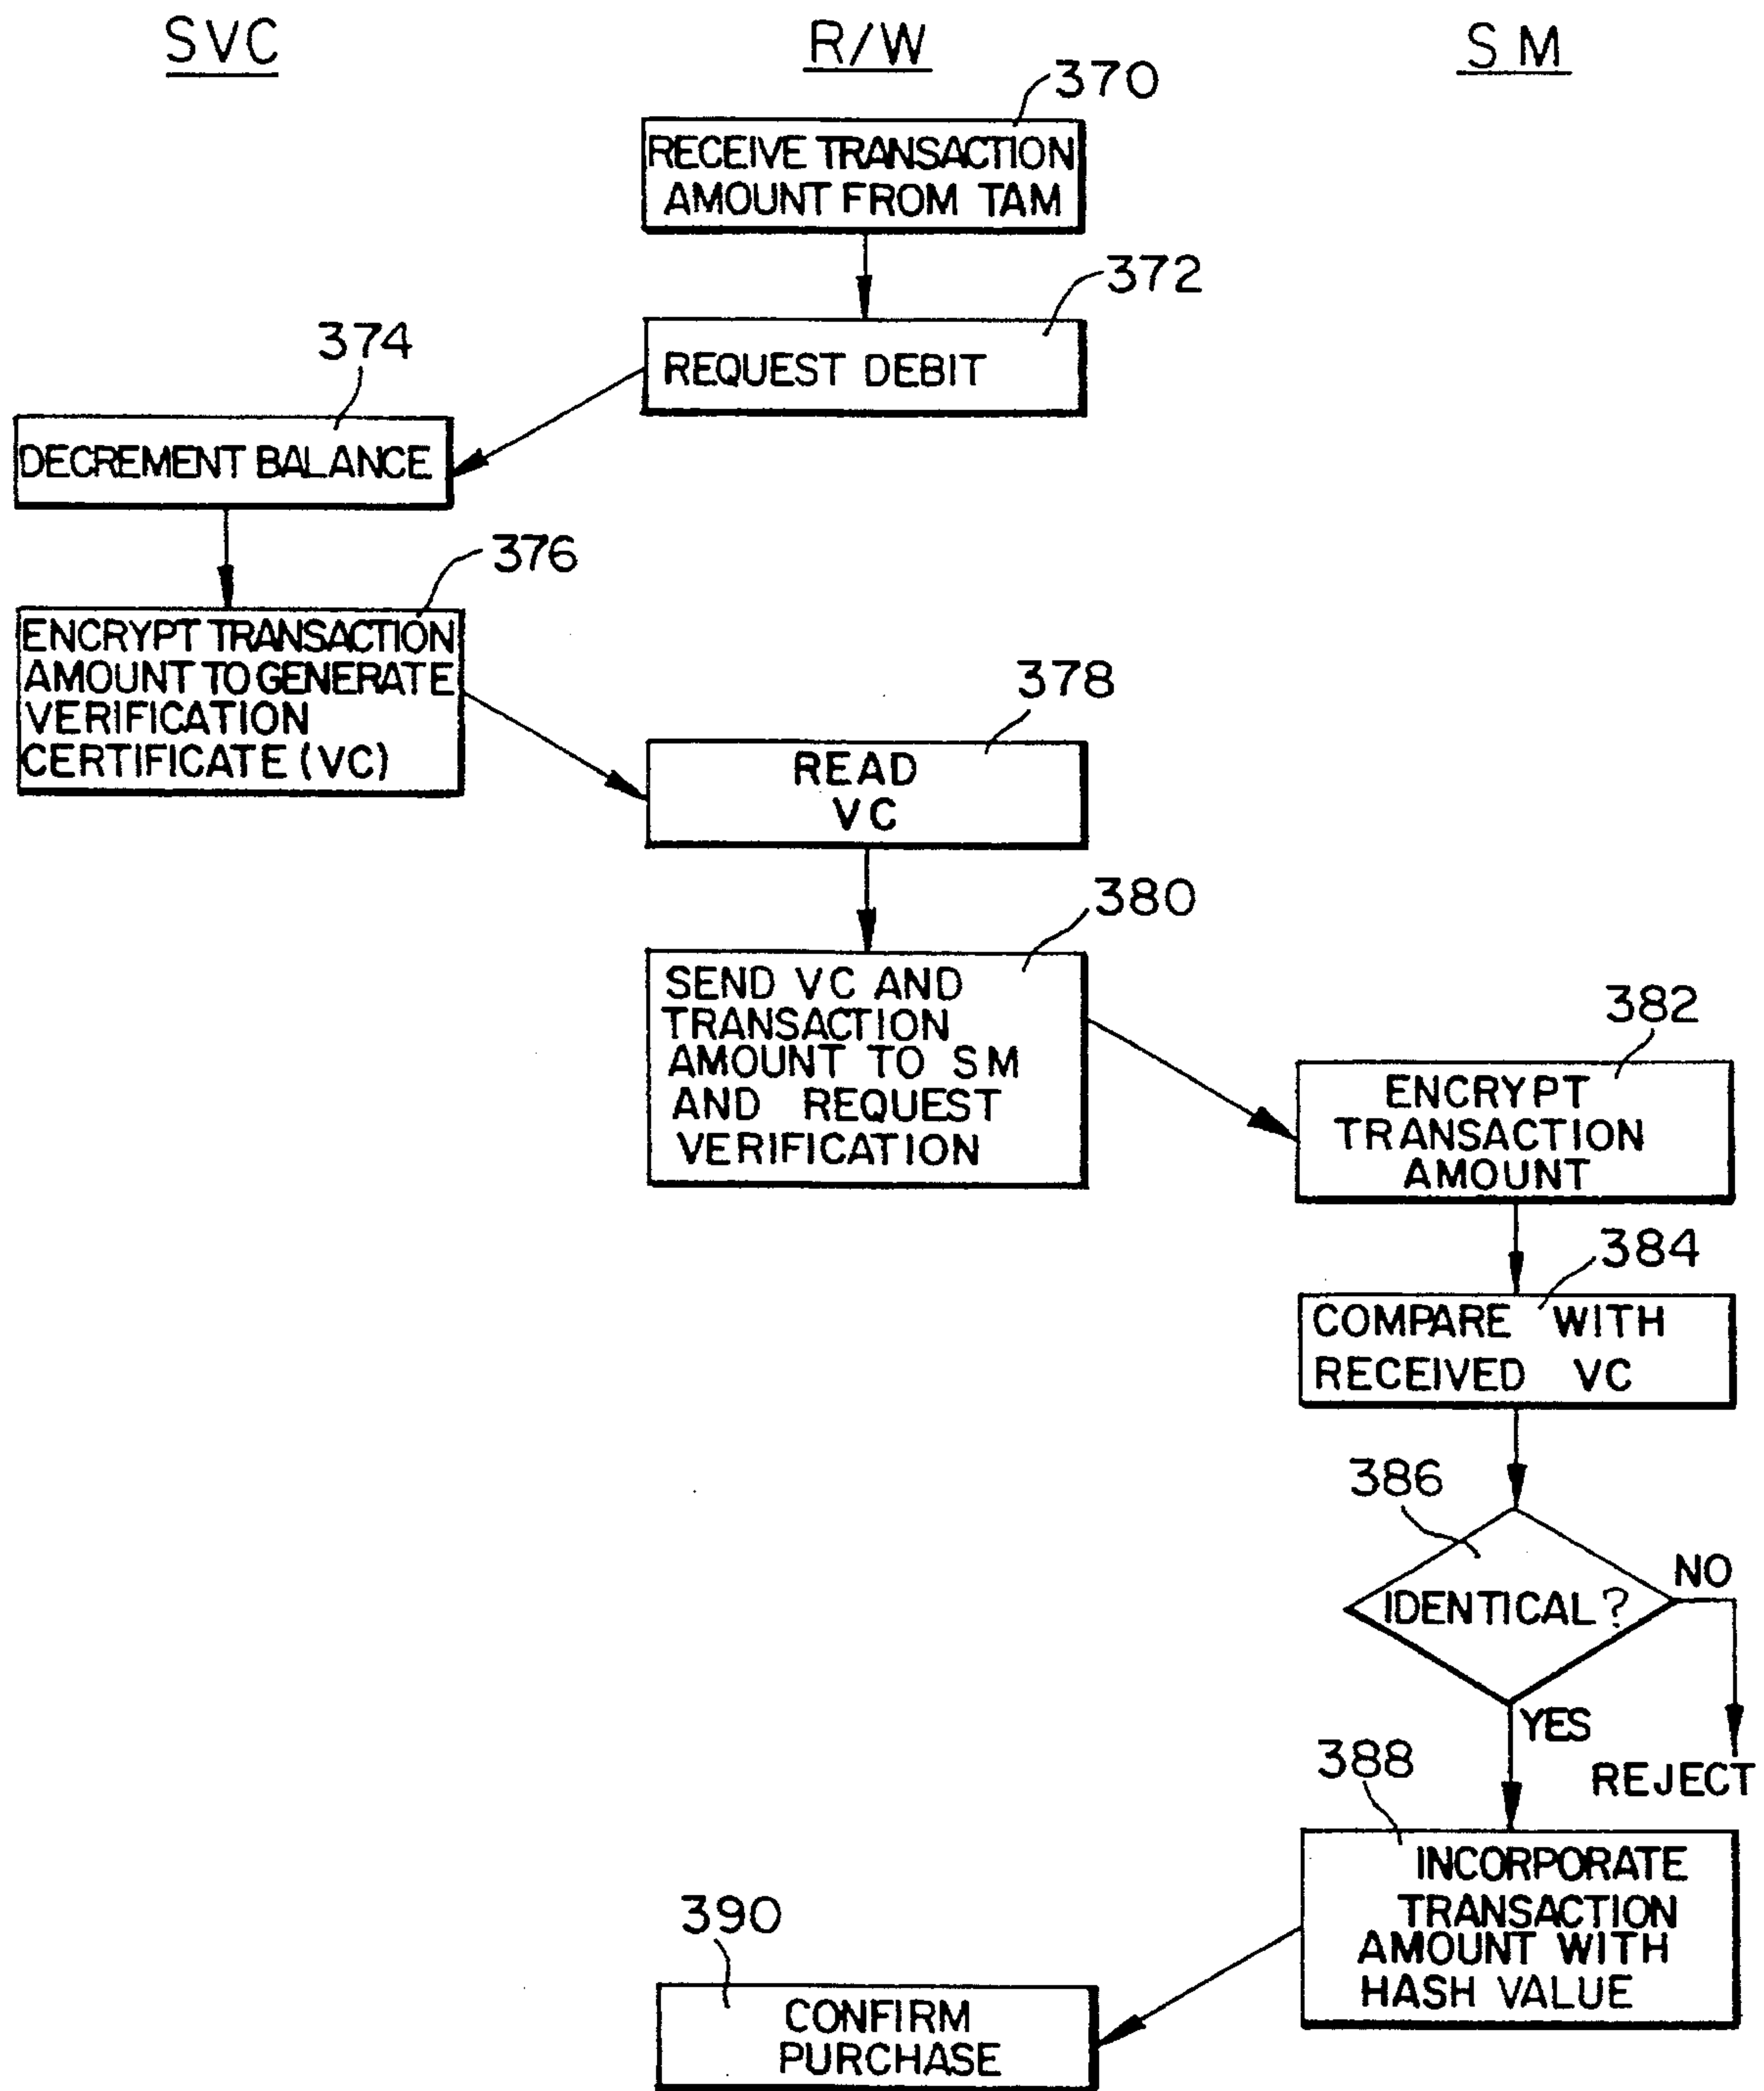 SVC
R/W
SM
370
RECEIVE TRANSACTION
AMOUNT FROM TAM
372
REQUEST DEBIT
374
DECREMENT BALANCE
376
ENCRYPT TRANSACTION
AMOUNT TO GENERATE
VERIFICATION
CERTIFICATE (VC)
378
READ
VC
380
SEND VC AND
TRANSACTION
AMOUNT TO SM
AND REQUEST
VERIFICATION
382
ENCRYPT
TRANSACTION
AMOUNT
384
COMPARE WITH
RECEIVED VC
386
IDENTICAL?
NO
YES
REJECT
388
INCORPORATE
TRANSACTION
AMOUNT WITH
HASH VALUE
390
CONFIRM
PURCHASE